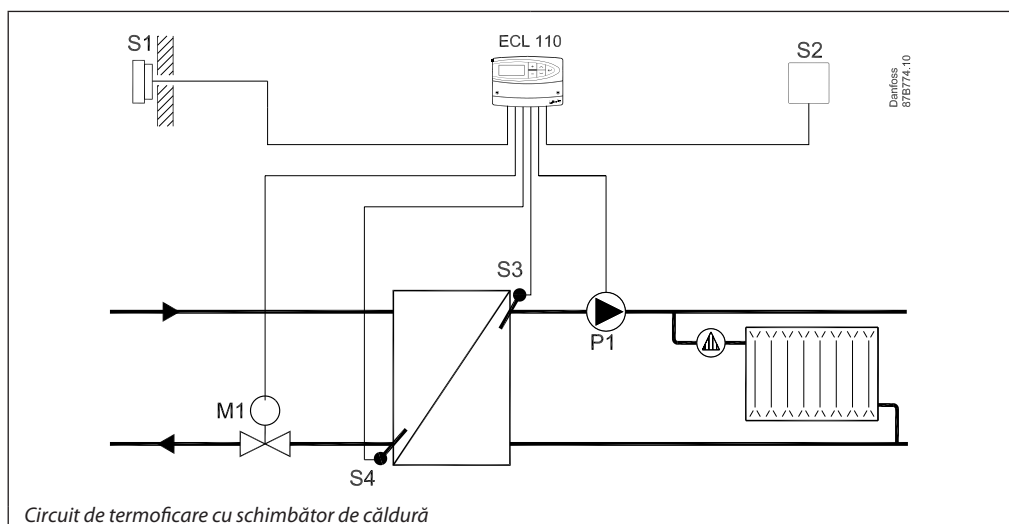 S1
ECL 110
S2
Danfoss
87B774.10
S3
P1
M1
S4
Circuit de termoficare cu schimbător de căldură